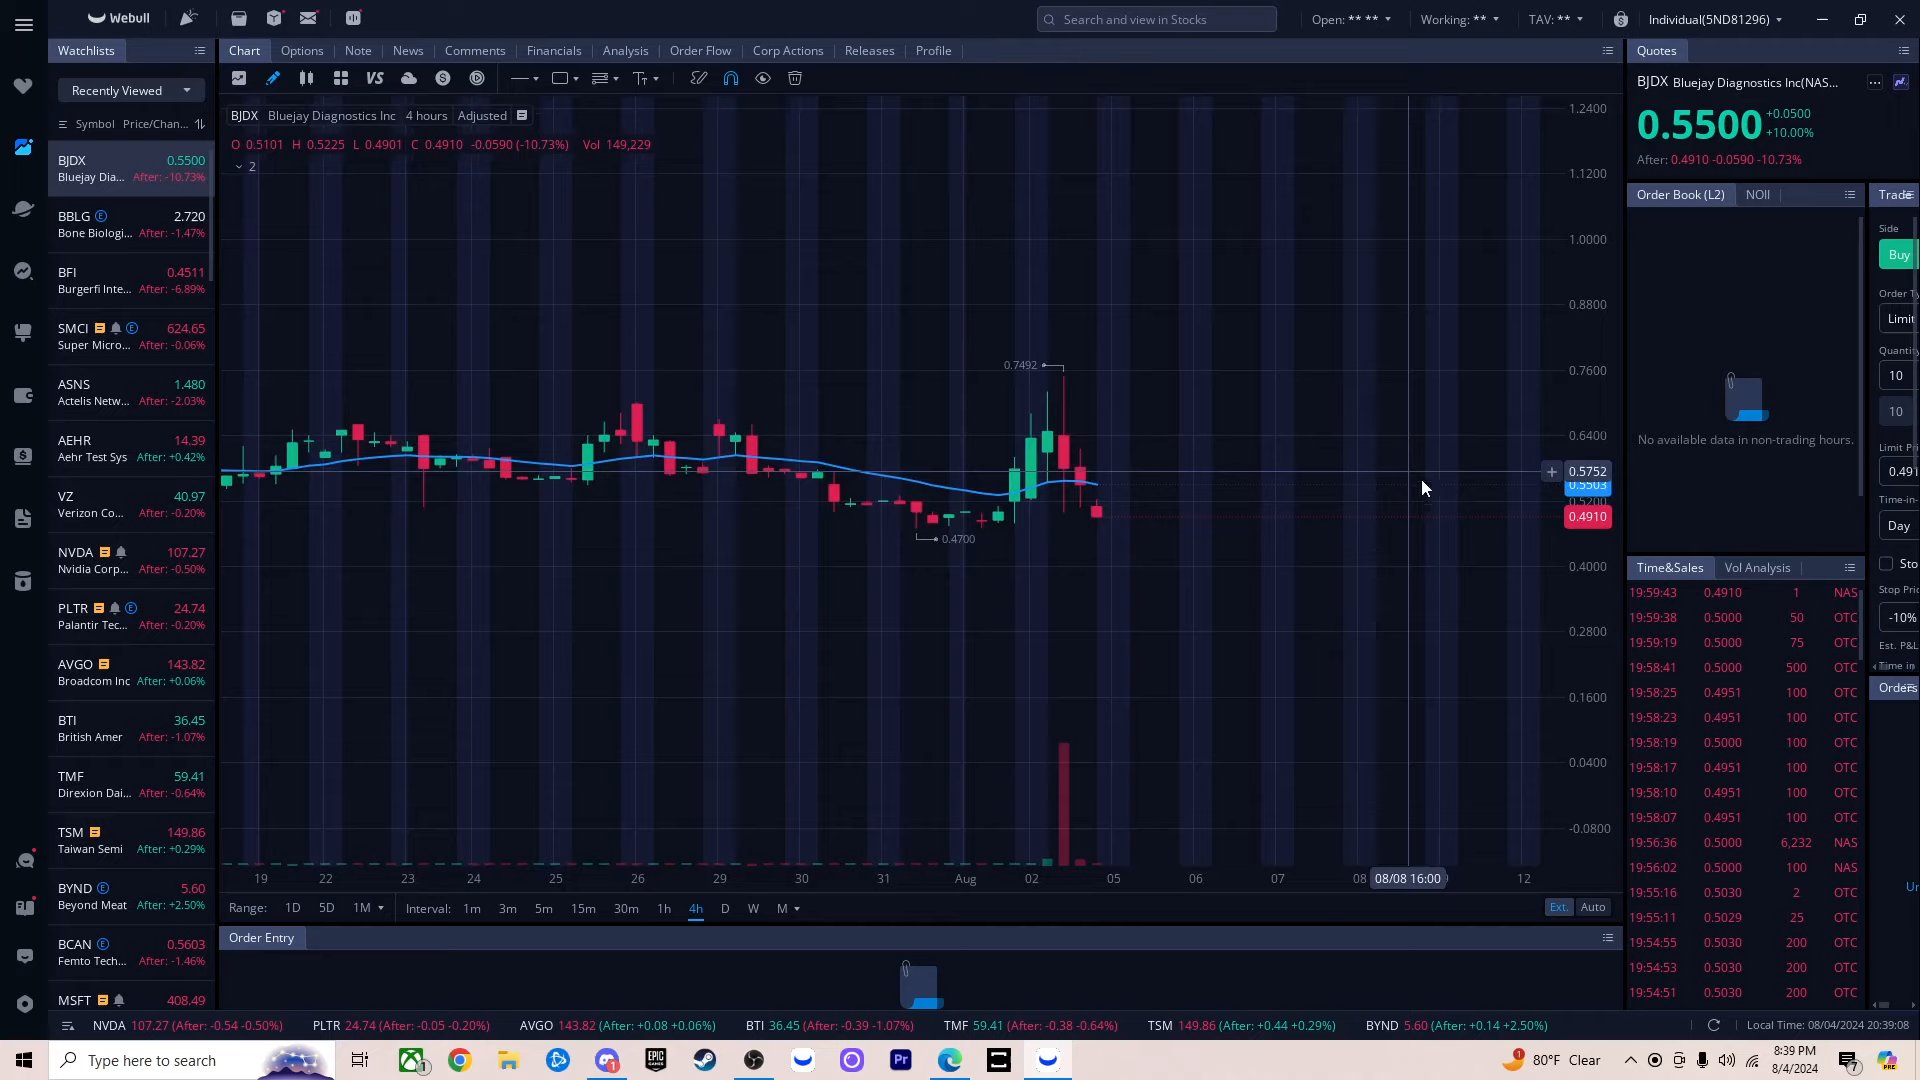 Webull
Search and view in Stocks
Open: ** **
Working: **
TAV: **
Individual(5ND81296)
Watchlists
Recently Viewed
Symbol Price/Chan...
BJDX 0.5500
Bluejay Dia... After: -10.73%
BBLG E 2.720
Bone Biologi... After: -1.47%
BFI 0.4511
Burgerfi Inte... After: -6.89%
SMCI E 624.65
Super Micro... After: -0.06%
ASNS 1.480
Actelis Netw... After: -2.03%
AEHR 14.39
Aehr Test Sys After: +0.42%
VZ 40.97
Verizon Co... After: -0.20%
NVDA 107.27
Nvidia Corp... After: -0.50%
PLTR E 24.74
Palantir Tec... After: -0.20%
AVGO 143.82
Broadcom Inc After: +0.06%
BTI 36.45
British Amer After: -1.07%
TMF 59.41
Direxion Dai... After: -0.64%
TSM 149.86
Taiwan Semi After: +0.29%
BYND E 5.60
Beyond Meat After: +2.50%
BCAN E 0.5603
Femto Tech... After: -1.46%
MSFT 408.49
Chart Options Note News Comments Financials Analysis Order Flow Corp Actions Releases Profile
VS
BJDX Bluejay Diagnostics Inc 4 hours Adjusted
O 0.5101 H 0.5225 L 0.4901 C 0.4910 -0.0590 (-10.73%) Vol 149,229
2
0.7492
0.4700
1.2400
1.1200
1.0000
0.8800
0.7600
0.6400
0.5752
0.5503
0.5200
0.4910
0.4000
0.2800
0.1600
0.0400
-0.0800
19 22 23 24 25 26 29 30 31 Aug 02 05 06 07 08 08/08 16:00 12
Range: 1D 5D 1M Interval: 1m 3m 5m 15m 30m 1h 4h D W M
Ext. Auto
Order Entry
Quotes
BJDX Bluejay Diagnostics Inc(NAS...
0.5500 +0.0500
+10.00%
After: 0.4910 -0.0590 -10.73%
Order Book (L2) NOII
No available data in non-trading hours.
Trade
Side
Buy
Order T
Limit
Quantity
10
10
Limit Pri
0.491
Time-in-
Day
Sto
Stop Pric
-10%
Est. P&L
Time in
Orders
Un
Time&Sales Vol Analysis
19:59:43 0.4910 1 NAS
19:59:38 0.5000 50 OTC
19:59:19 0.5000 75 OTC
19:58:41 0.5000 500 OTC
19:58:25 0.4951 100 OTC
19:58:23 0.4951 100 OTC
19:58:19 0.5000 100 OTC
19:58:17 0.4951 100 OTC
19:58:10 0.4951 100 OTC
19:58:07 0.4951 100 OTC
19:56:36 0.5000 6,232 NAS
19:56:02 0.5000 100 NAS
19:55:16 0.5030 2 OTC
19:55:11 0.5029 25 OTC
19:54:55 0.5030 200 OTC
19:54:53 0.5030 200 OTC
19:54:51 0.5030 200 OTC
NVDA 107.27 (After: -0.54 -0.50%) PLTR 24.74 (After: -0.05 -0.20%) AVGO 143.82 (After: +0.08 +0.06%) BTI 36.45 (After: -0.39 -1.07%) TMF 59.41 (After: -0.38 -0.64%) TSM 149.86 (After: +0.44 +0.29%) BYND 5.60 (After: +0.14 +2.50%)
Local Time: 08/04/2024 20:39:08
Type here to search
EPIC GAMES
Pr
80°F Clear
8:39 PM
8/4/2024